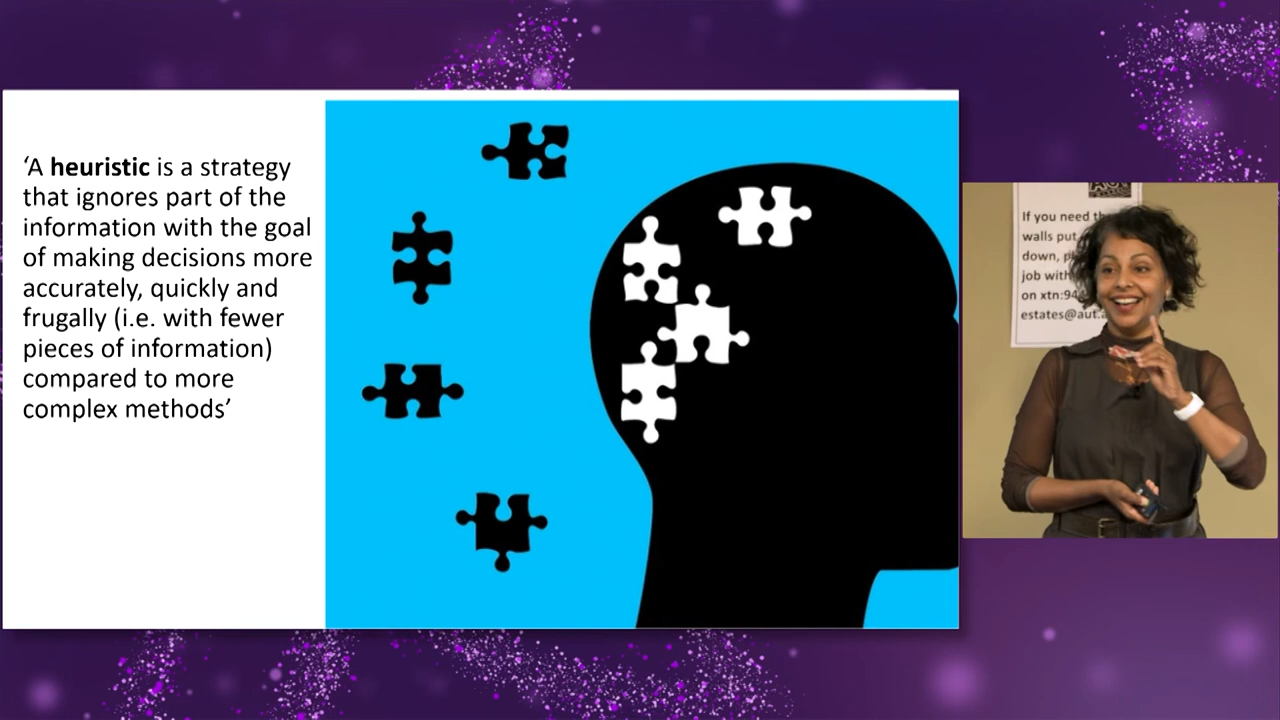 ‘A heuristic is a strategy
that ignores part of the
information with the goal
of making decisions more
accurately, quickly and
frugally (i.e. with fewer
pieces of information)
compared to more
complex methods’
AUT
If you need th
walls put
down, p
job with
on xtn:94
estates@aut.a